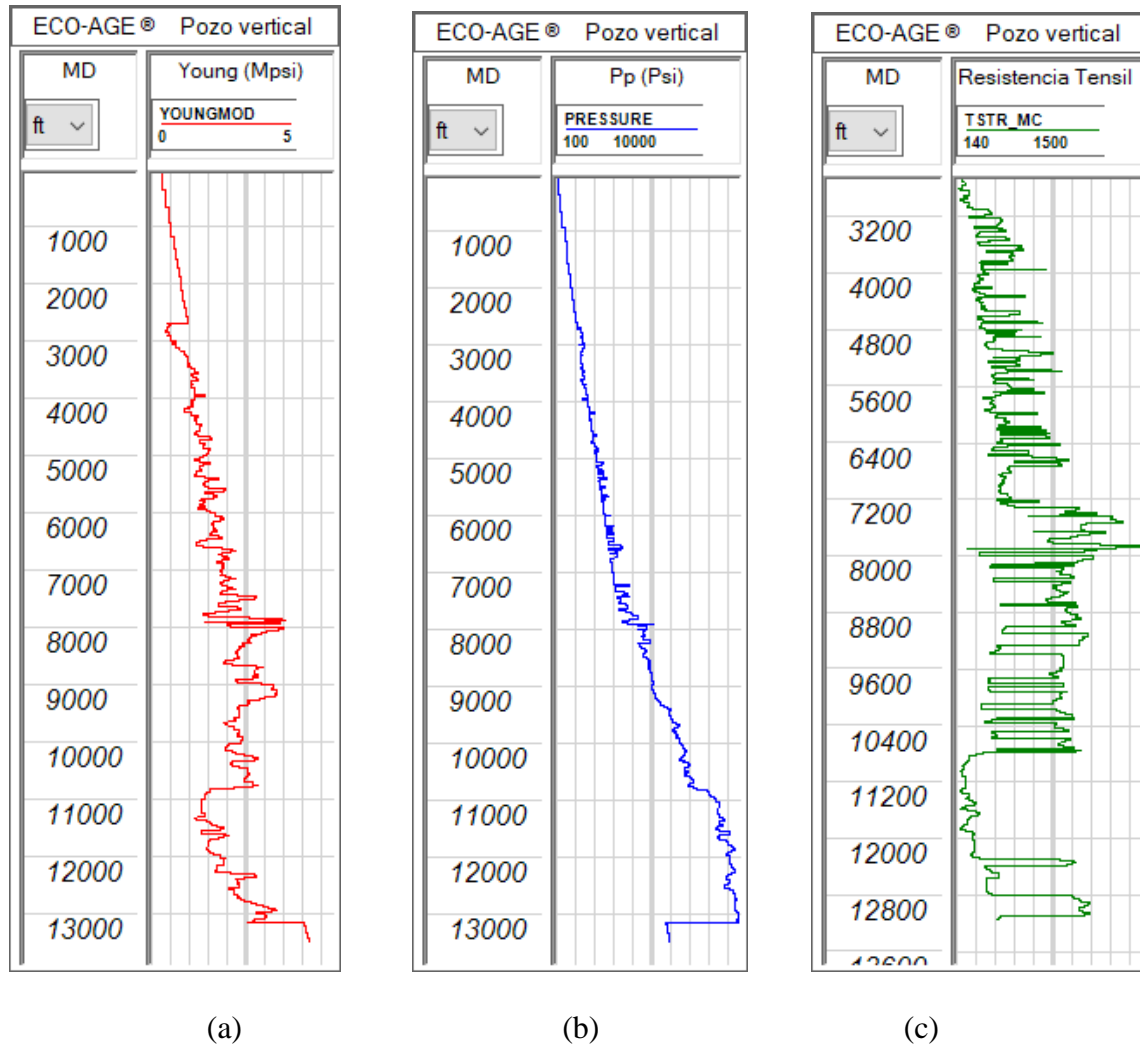 ECO-AGE ® Pozo vertical
MD
Young (Mpsi)
ft
YOUNGMOD
0 5
1000
2000
3000
4000
5000
6000
7000
8000
9000
10000
11000
12000
13000
(a)
ECO-AGE ® Pozo vertical
MD
Pp (Psi)
ft
PRESSURE
100 10000
1000
2000
3000
4000
5000
6000
7000
8000
9000
10000
11000
12000
13000
(b)
ECO-AGE ® Pozo vertical
MD
Resistencia Tensil
ft
TSTR_MC
140 1500
3200
4000
4800
5600
6400
7200
8000
8800
9600
10400
11200
12000
12800
(c)